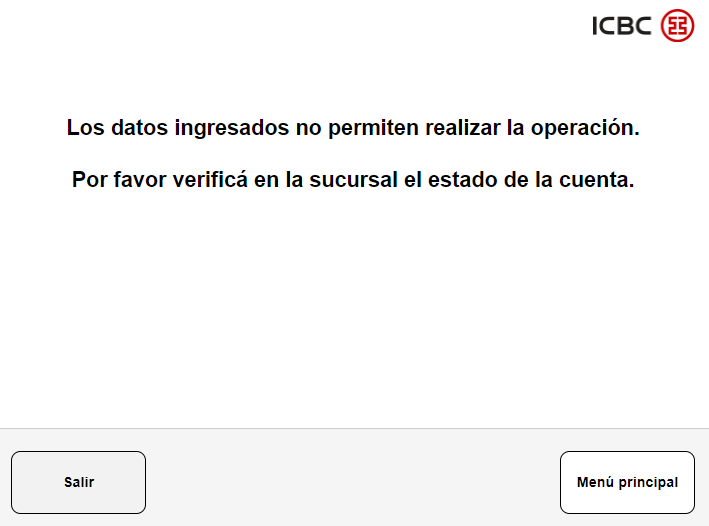 ICBC
Los datos ingresados no permiten realizar la operación.
Por favor verificá en la sucursal el estado de la cuenta.
Salir
Menú principal